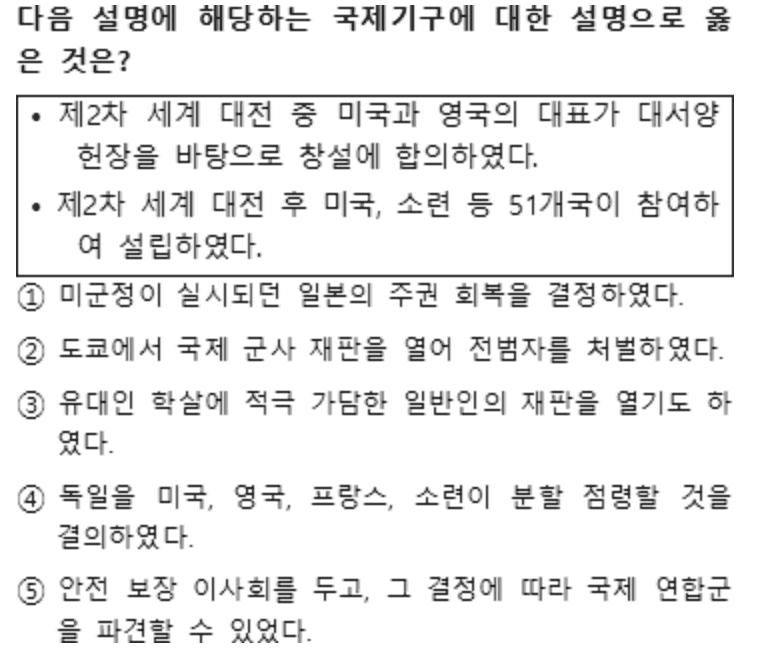 다음 설명에 해당하는 국제기구에 대한 설명으로 옳
은 것은?
• 제2차 세계 대전 중 미국과 영국의 대표가 대서양
헌장을 바탕으로 창설에 합의하였다.
• 제2차 세계 대전 후 미국, 소련 등 51개국이 참여하
여 설립하였다.
① 미군정이 실시되던 일본의 주권 회복을 결정하였다.
② 도쿄에서 국제 군사 재판을 열어 전범자를 처벌하였다.
③ 유대인 학살에 적극 가담한 일반인의 재판을 열기도 하
였다.
④ 독일을 미국, 영국, 프랑스, 소련이 분할 점령할 것을
결의하였다.
⑤ 안전 보장 이사회를 두고, 그 결정에 따라 국제 연합군
을 파견할 수 있었다.